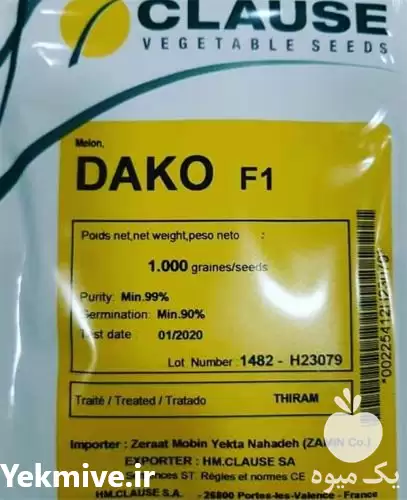 CLAUSE
VEGETABLE SEEDS
Melon,
DAKO F1
Poids net,net weight,peso neto :
1.000 graines/seeds
Purity: Min.99%
Germination: Min.90%
Test date 01/2020
Lot Number 1482 - H23079
Traité / Treated / Tratado THIRAM
Importer : Zeraat Mobin Yekta Nahadeh (ZAMIN Co.)
EXPORTER : HM.CLAUSE SA
ST. Règles et normes CE
HM.CLAUSE S.A. - 26800 Portes-les-Valence - France
Yekmive.ir
یک میوه